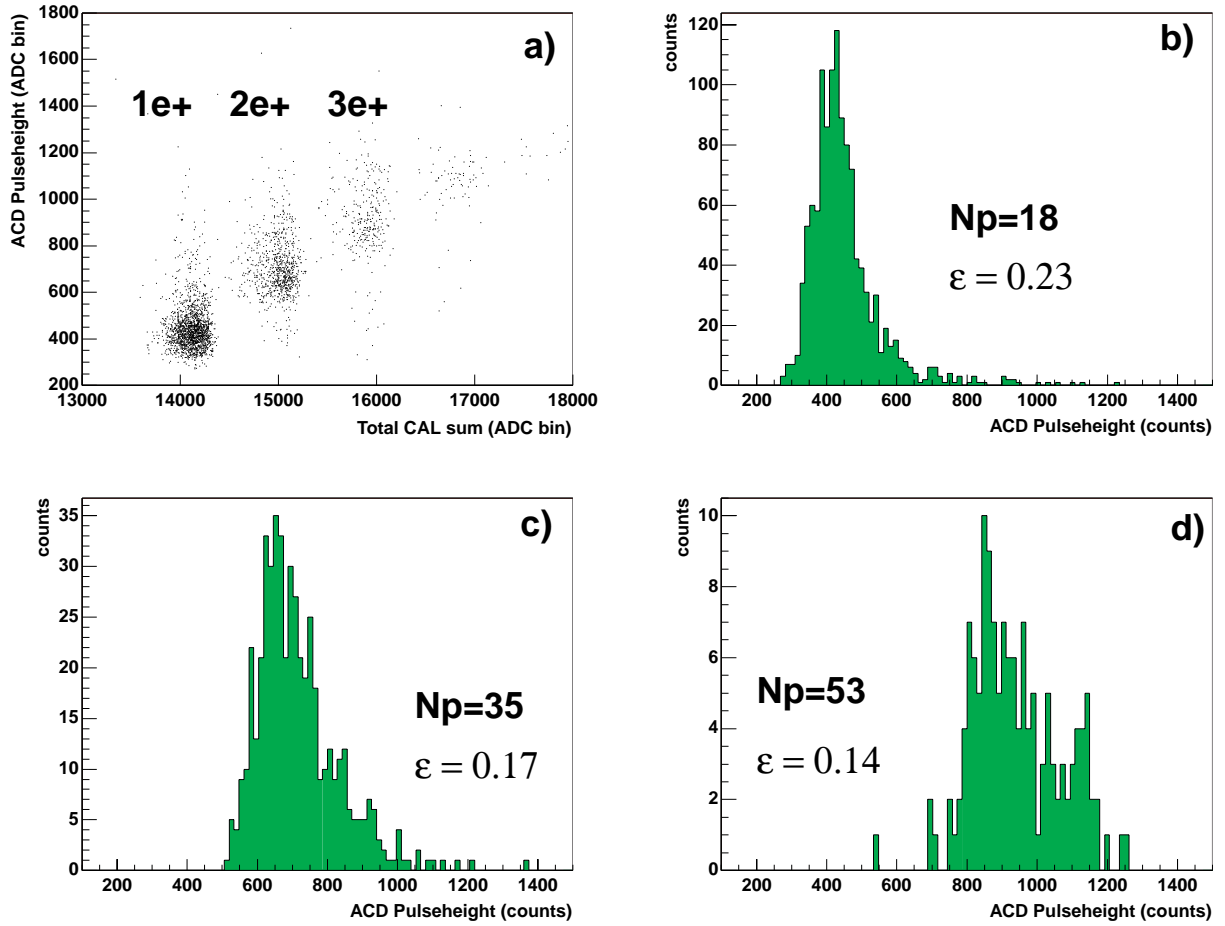 a)
1e+ 2e+ 3e+
ACD Pulseheight (ADC bin)
1800
1600
1400
1200
1000
800
600
400
200
13000 14000 15000 16000 17000 18000
Total CAL sum (ADC bin)
b)
counts
120
100
80
60
40
20
0
Np=18
ε = 0.23
200 400 600 800 1000 1200 1400
ACD Pulseheight (counts)
c)
counts
35
30
25
20
15
10
5
0
Np=35
ε = 0.17
200 400 600 800 1000 1200 1400
ACD Pulseheight (counts)
d)
counts
10
8
6
4
2
0
Np=53
ε = 0.14
200 400 600 800 1000 1200 1400
ACD Pulseheight (counts)